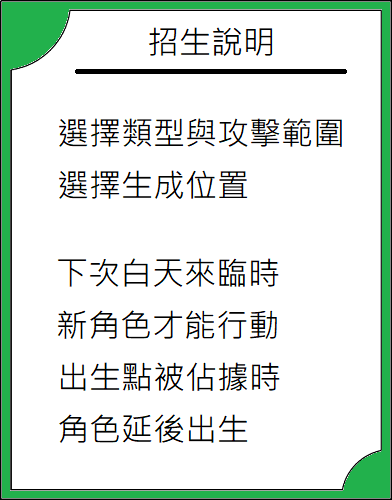 招生說明
選擇類型與攻擊範圍
選擇生成位置
下次白天來臨時
新角色才能行動
出生點被佔據時
角色延後出生